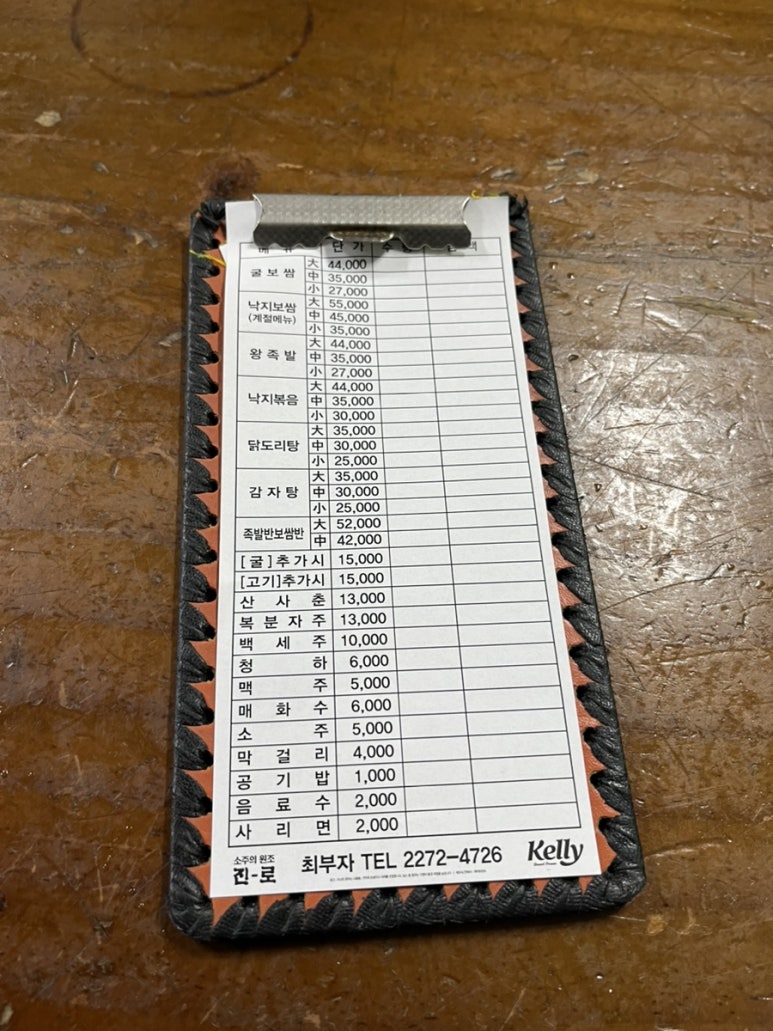 단 가
굴 보 쌈 大 44,000
中 35,000
小 27,000
낙지보쌈 (계절메뉴) 大 55,000
中 45,000
小 35,000
왕 족 발 大 44,000
中 35,000
小 27,000
낙지볶음 大 44,000
中 35,000
小 30,000
닭도리탕 大 35,000
中 30,000
小 25,000
감 자 탕 大 35,000
中 30,000
小 25,000
족발반보쌈반 大 52,000
中 42,000
[굴]추가시 15,000
[고기]추가시 15,000
산 사 춘 13,000
복 분 자 주 13,000
백 세 주 10,000
청 하 6,000
맥 주 5,000
매 화 수 6,000
소 주 5,000
막 걸 리 4,000
공 기 밥 1,000
음 료 수 2,000
사 리 면 2,000
소주의 원조
진-로 최부자 TEL 2272-4726 Kelly